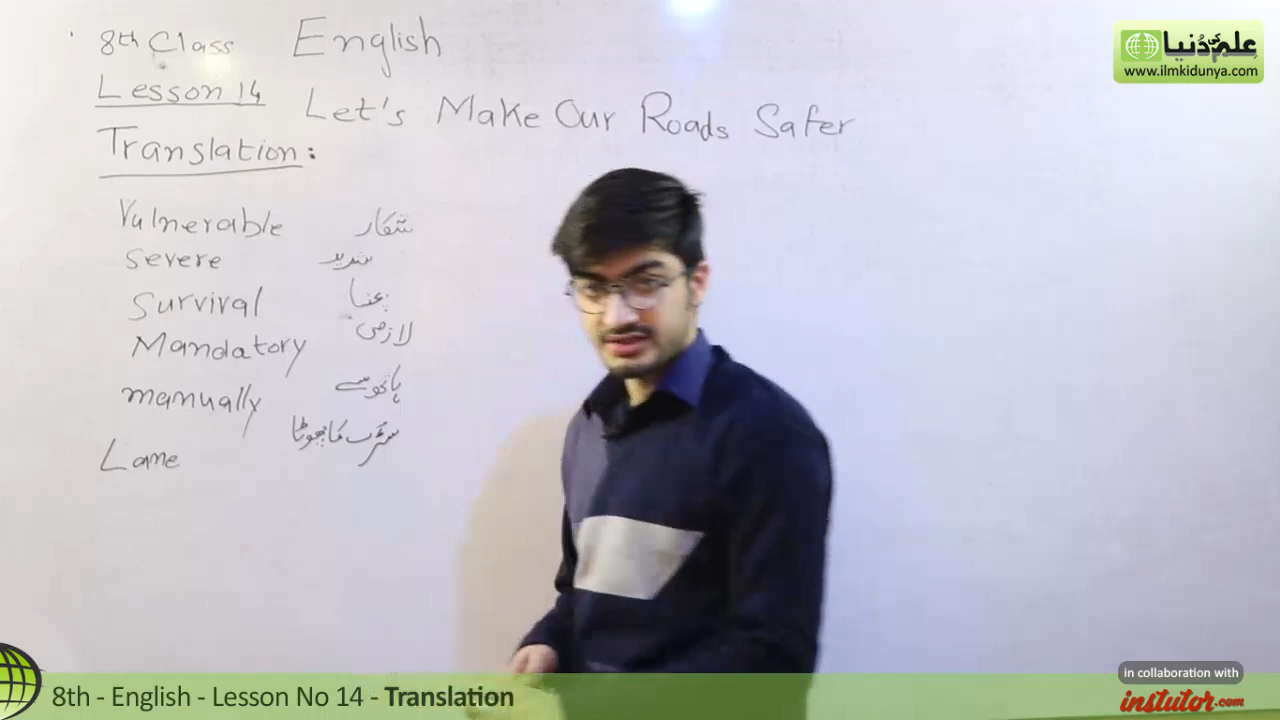 8th Class English
Lesson 14 Let's Make Our Roads Safer
Translation:
Vulnerable شکار
Severe شدید
Survival بچنا
Mandatory لازمی
manually ہاتھ سے
Lane سڑک کا چھوٹا
علم کی دنیا
www.ilmkidunya.com
8th - English - Lesson No 14 - Translation
in collaboration with
instutor.com